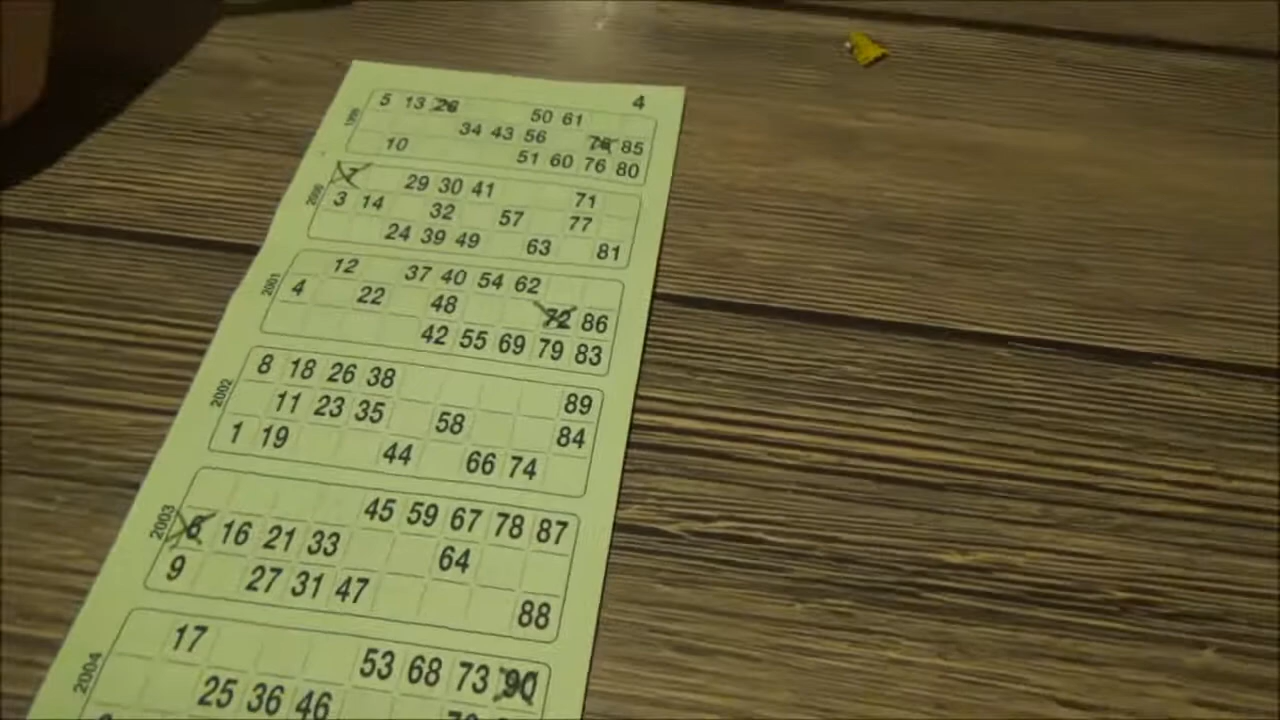 4
1999
5 13 50 61
34 43 56 85
10 51 60 76 80
2000
29 30 41 71
3 14 32 57 77
24 39 49 63 81
2001
12 37 40 54 62
4 22 48 72 86
42 55 69 79 83
2002
8 18 26 38 89
11 23 35 58 84
1 19 44 66 74
2003
45 59 67 78 87
6 16 21 33 64
9 27 31 47 88
2004
17 53 68 73 90
25 36 46